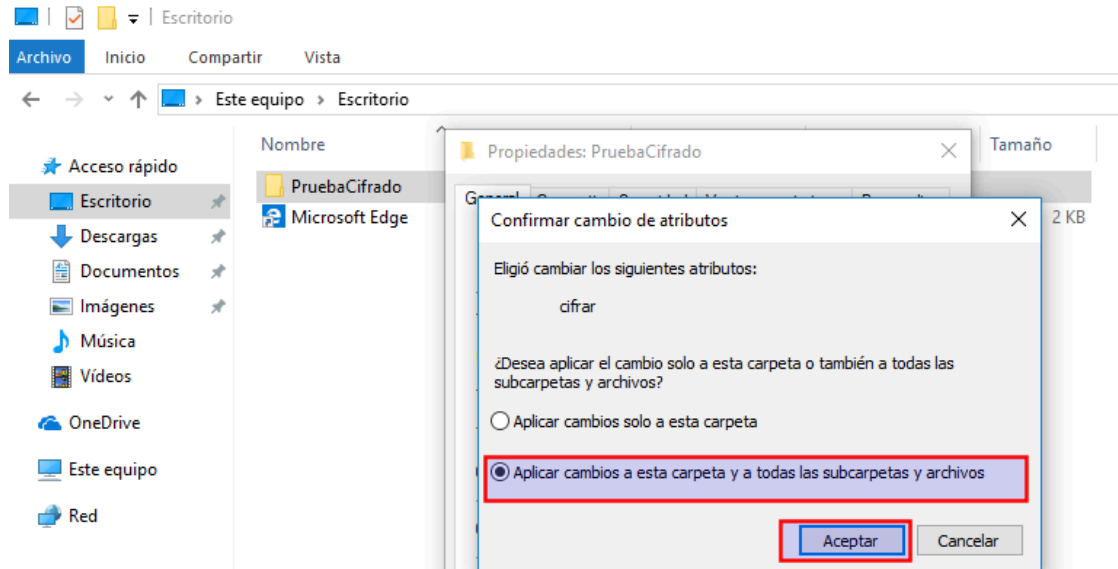 Escritorio
Archivo Inicio Compartir Vista
Este equipo > Escritorio
Acceso rápido
Escritorio
Descargas
Documentos
Imágenes
Música
Vídeos
OneDrive
Este equipo
Red
Nombre
Tamaño
PruebaCifrado
Microsoft Edge
2 KB
Propiedades: PruebaCifrado
General
Confirmar cambio de atributos
Eligió cambiar los siguientes atributos:
cifrar
¿Desea aplicar el cambio solo a esta carpeta o también a todas las
subcarpetas y archivos?
Aplicar cambios solo a esta carpeta
Aplicar cambios a esta carpeta y a todas las subcarpetas y archivos
Aceptar Cancelar